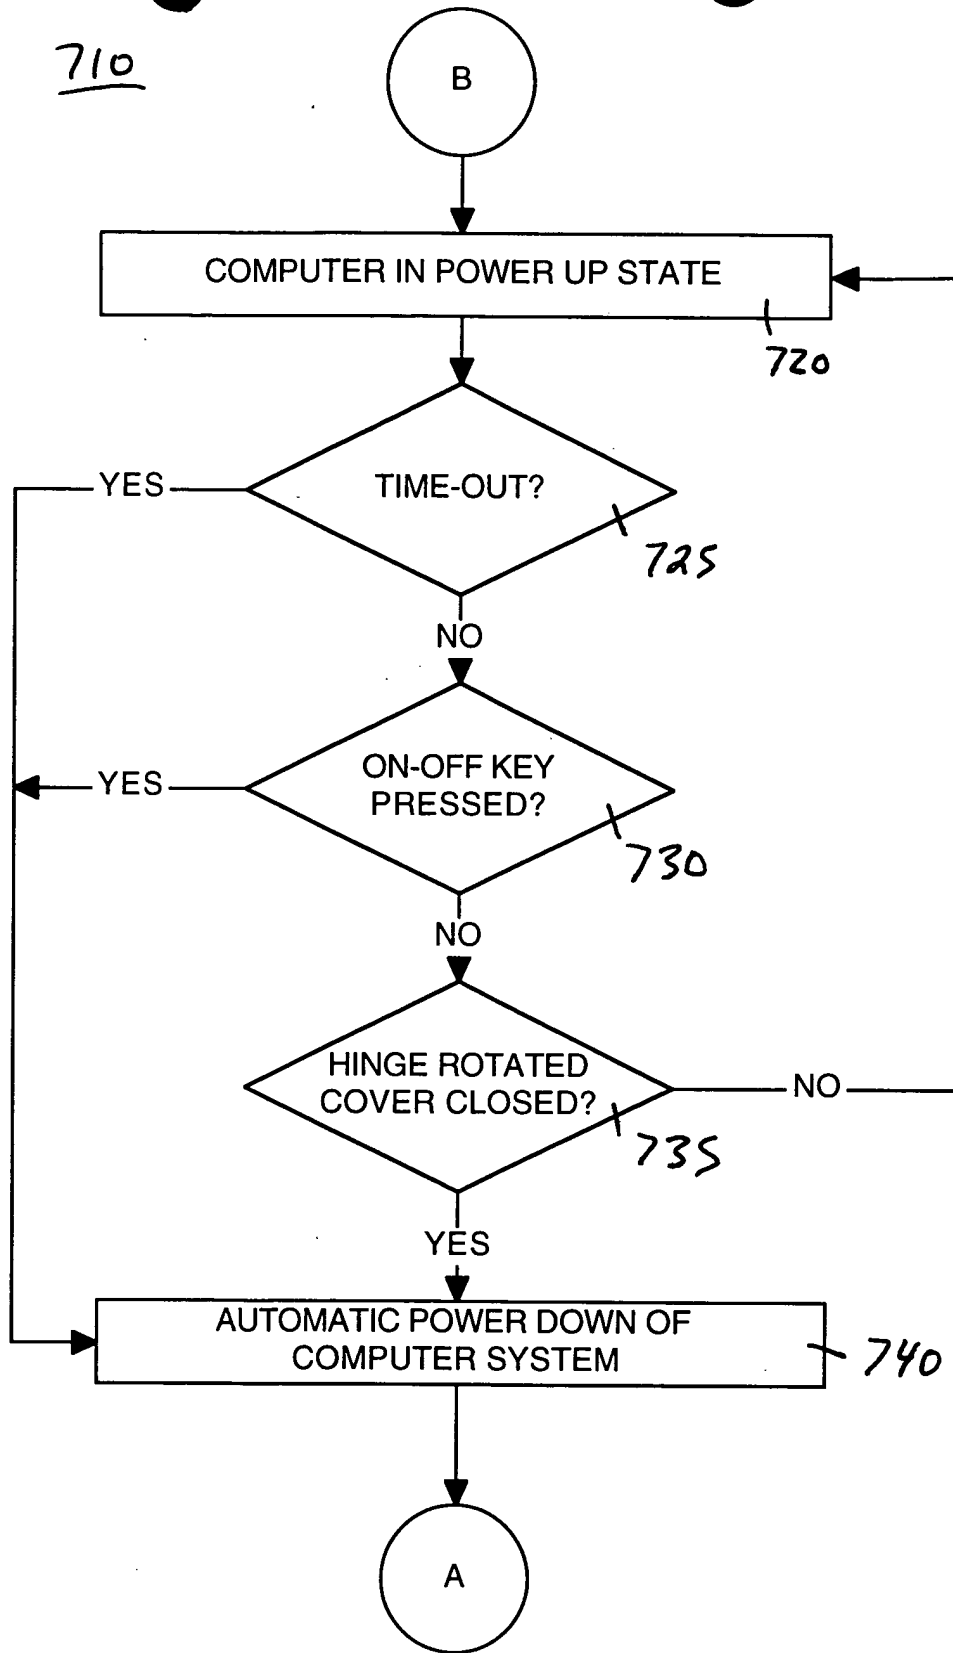 710
B
COMPUTER IN POWER UP STATE
720
YES
TIME-OUT?
725
NO
YES
ON-OFF KEY
PRESSED?
730
NO
HINGE ROTATED
COVER CLOSED?
NO
735
YES
AUTOMATIC POWER DOWN OF
COMPUTER SYSTEM
740
A